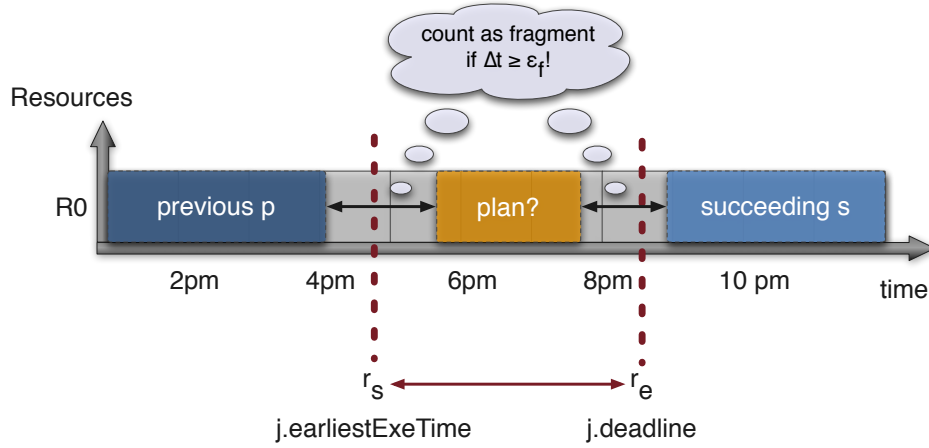 count as fragment
if Δt ≥ εf!
Resources
R0
previous p
plan?
succeeding s
2pm
4pm
6pm
8pm
10 pm
time
rs
re
j.earliestExeTime
j.deadline